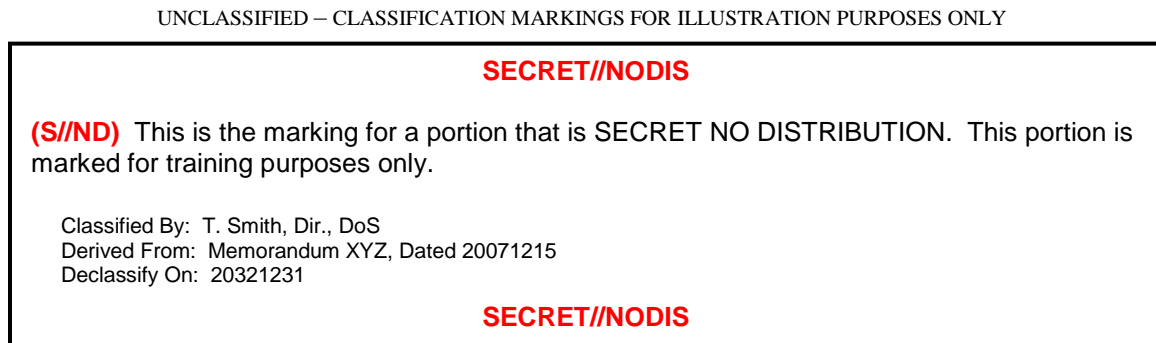 UNCLASSIFIED – CLASSIFICATION MARKINGS FOR ILLUSTRATION PURPOSES ONLY
SECRET//NODIS
(S//ND) This is the marking for a portion that is SECRET NO DISTRIBUTION. This portion is
marked for training purposes only.
Classified By: T. Smith, Dir., DoS
Derived From: Memorandum XYZ, Dated 20071215
Declassify On: 20321231
SECRET//NODIS